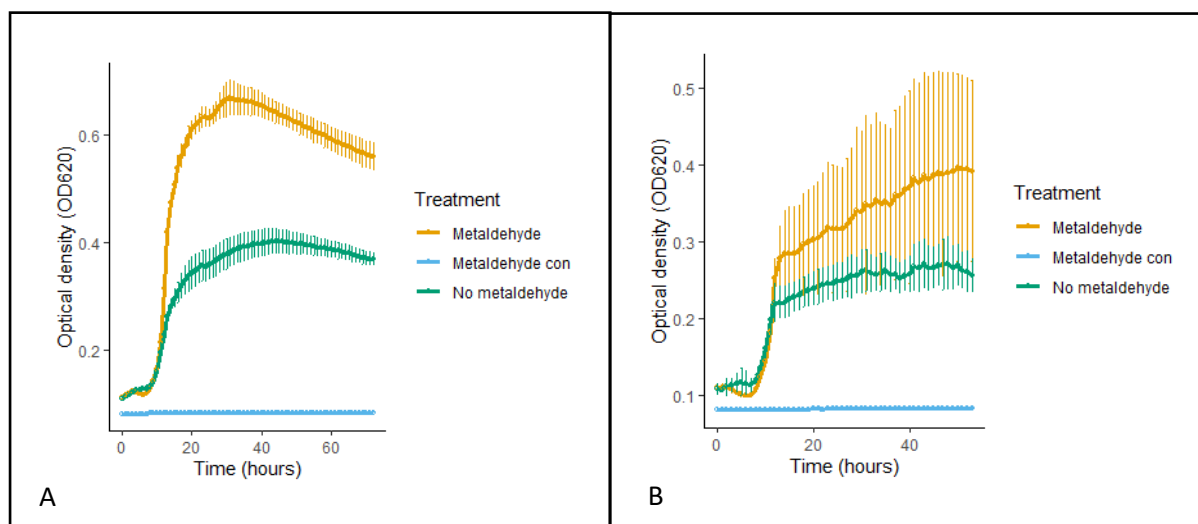 Optical density (OD620)
0.6
0.4
0.2
0
20
40
60
Time (hours)
Treatment
Metaldehyde
Metaldehyde con
No metaldehyde
A
Optical density (OD620)
0.5
0.4
0.3
0.2
0.1
0
20
40
Time (hours)
Treatment
Metaldehyde
Metaldehyde con
No metaldehyde
B